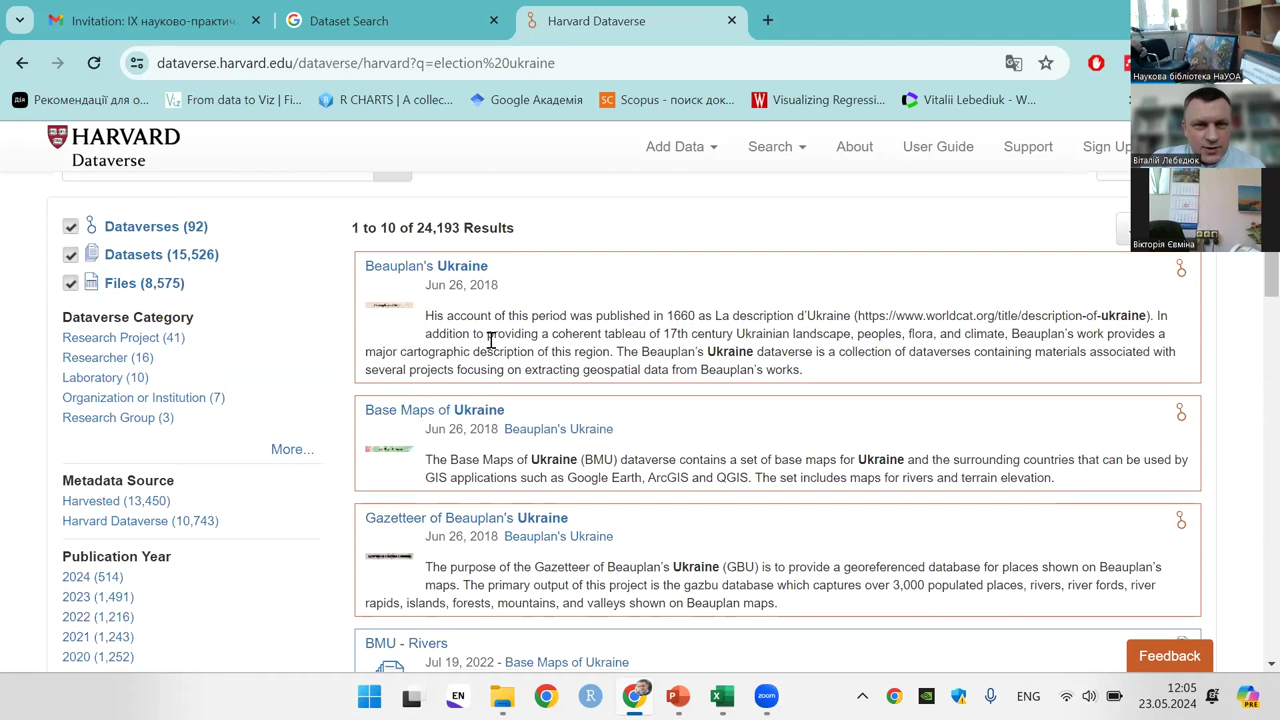 Invitation: IX науково-практич
Dataset Search
Harvard Dataverse
dataverse.harvard.edu/dataverse/harvard?q=election%20ukraine
Рекомендації для о...
From data to Viz | Fi...
R CHARTS | A collec...
Google Академія
Scopus - поиск док...
Visualizing Regressi...
Vitalii Lebediuk - W...
Наукова бібліотека НаУОА
Віталій Лебедюк
Вікторія Євміна
HARVARD
Dataverse
Add Data
Search
About
User Guide
Support
Sign Up
Dataverses (92)
Datasets (15,526)
Files (8,575)
Dataverse Category
Research Project (41)
Researcher (16)
Laboratory (10)
Organization or Institution (7)
Research Group (3)
More...
Metadata Source
Harvested (13,450)
Harvard Dataverse (10,743)
Publication Year
2024 (514)
2023 (1,491)
2022 (1,216)
2021 (1,243)
2020 (1,252)
1 to 10 of 24,193 Results
Beauplan's Ukraine
Jun 26, 2018
His account of this period was published in 1660 as La description d'Ukraine (https://www.worldcat.org/title/description-of-ukraine). In
addition to providing a coherent tableau of 17th century Ukrainian landscape, peoples, flora, and climate, Beauplan's work provides a
major cartographic description of this region. The Beauplan's Ukraine dataverse is a collection of dataverses containing materials associated with
several projects focusing on extracting geospatial data from Beauplan's works.
Base Maps of Ukraine
Jun 26, 2018 Beauplan's Ukraine
The Base Maps of Ukraine (BMU) dataverse contains a set of base maps for Ukraine and the surrounding countries that can be used by
GIS applications such as Google Earth, ArcGIS and QGIS. The set includes maps for rivers and terrain elevation.
Gazetteer of Beauplan's Ukraine
Jun 26, 2018 Beauplan's Ukraine
The purpose of the Gazetteer of Beauplan's Ukraine (GBU) is to provide a georeferenced database for places shown on Beauplan's
maps. The primary output of this project is the gazbu database which captures over 3,000 populated places, rivers, river fords, river
rapids, islands, forests, mountains, and valleys shown on Beauplan maps.
BMU - Rivers
Jul 19, 2022 - Base Maps of Ukraine
Feedback
EN
zoom
ENG
12:05
23.05.2024
PRE